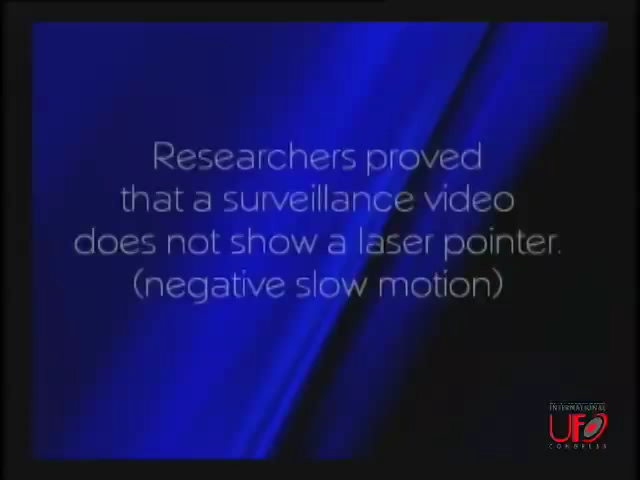 Researchers proved
that a surveillance video
does not show a laser pointer.
(negative slow motion)
INTERNATIONAL
UFO
CONGRESS